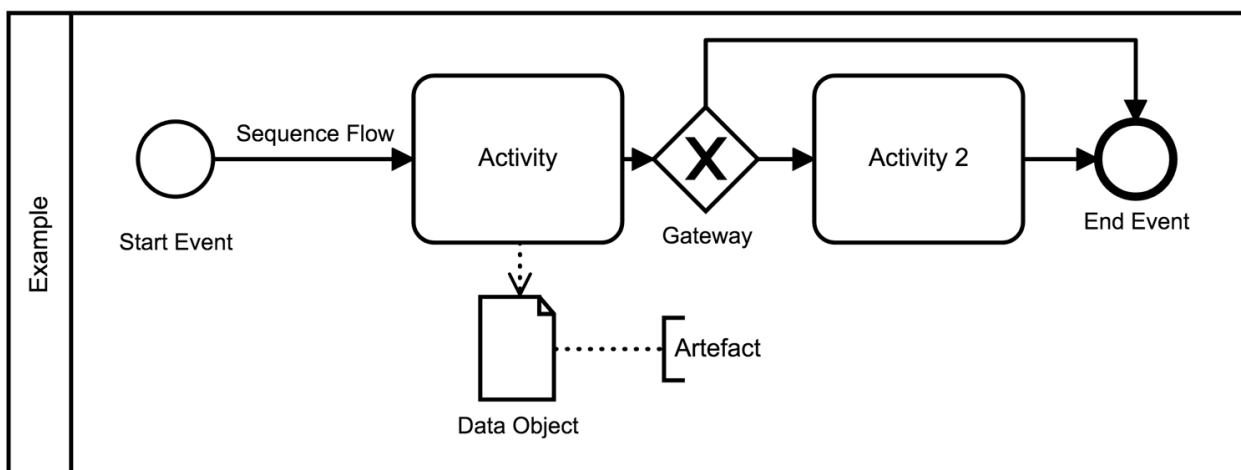 Example
Start Event
Sequence Flow
Activity
X
Gateway
Activity 2
End Event
Data Object
Artefact